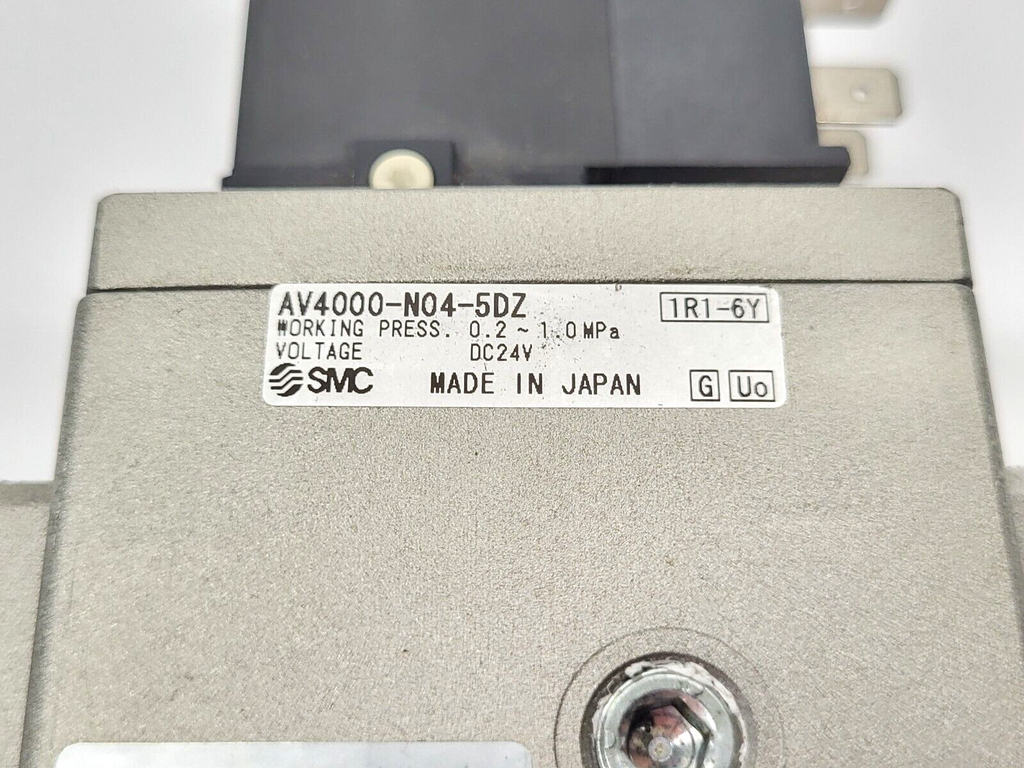 AV4000-N04-5DZ 1R1-6Y
WORKING PRESS. 0.2 ~ 1.0 MPa
VOLTAGE DC24V
SMC MADE IN JAPAN G Uo